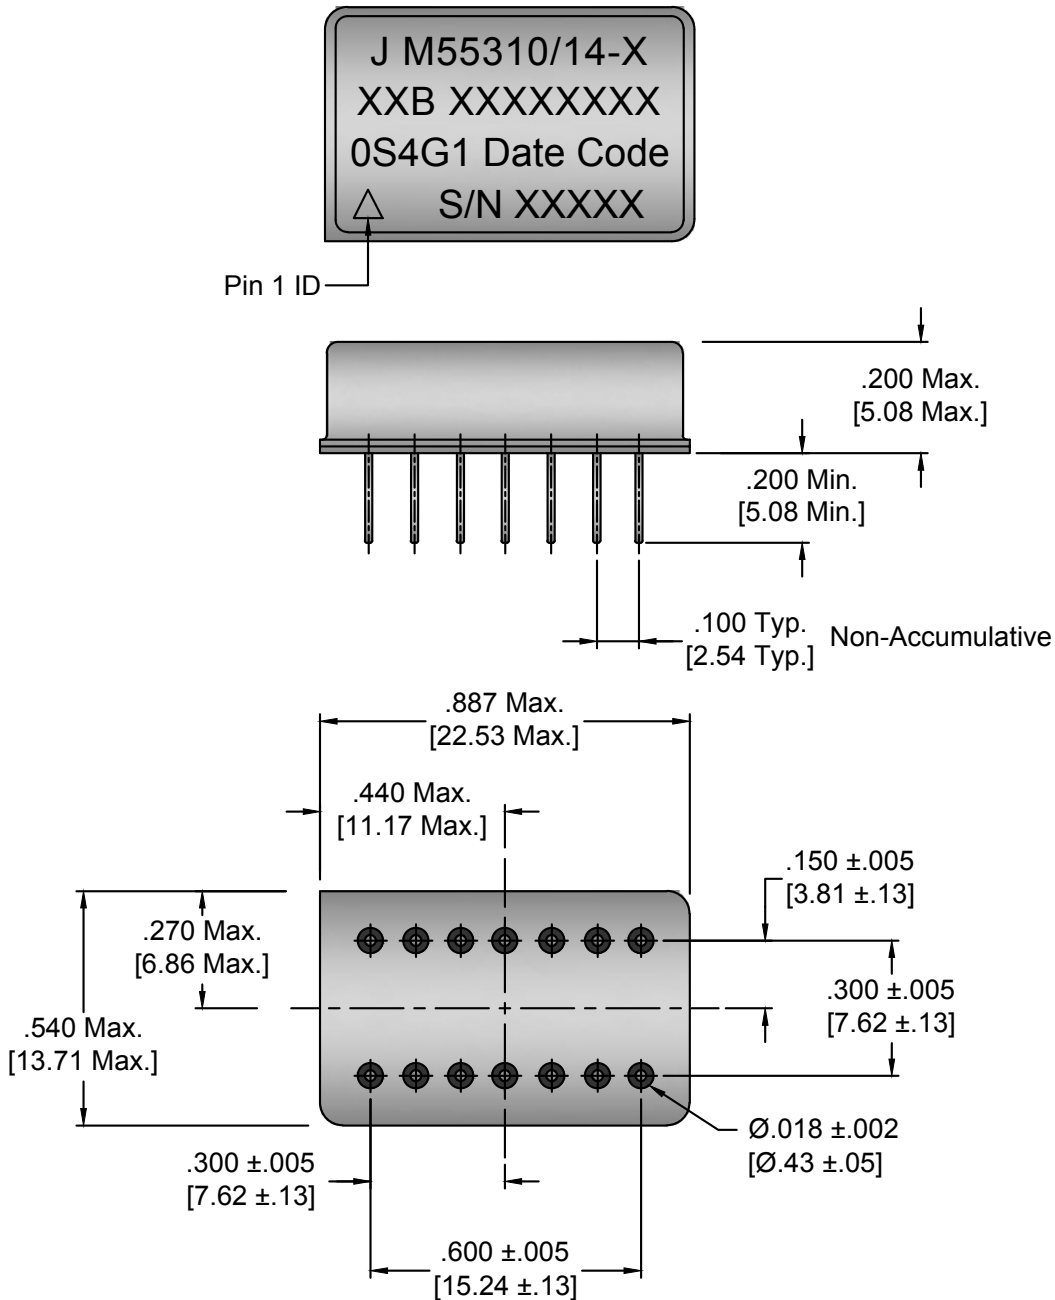 J M55310/14-X
XXB XXXXXXXX
0S4G1 Date Code
S/N XXXXX
Pin 1 ID
.200 Max.
[5.08 Max.]
.200 Min.
[5.08 Min.]
.100 Typ.
[2.54 Typ.]
Non-Accumulative
.887 Max.
[22.53 Max.]
.440 Max.
[11.17 Max.]
.150 ±.005
[3.81 ±.13]
.270 Max.
[6.86 Max.]
.300 ±.005
[7.62 ±.13]
.540 Max.
[13.71 Max.]
Ø.018 ±.002
[Ø.43 ±.05]
.300 ±.005
[7.62 ±.13]
.600 ±.005
[15.24 ±.13]